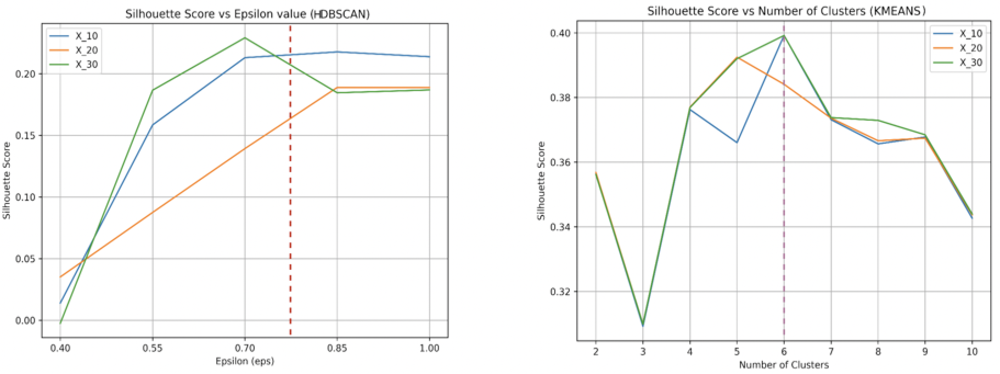 Silhouette Score vs Epsilon value (HDBSCAN)
X_10
X_20
X_30
Silhouette Score
0.20
0.15
0.10
0.05
0.00
0.40 0.55 0.70 0.85 1.00
Epsilon (eps)
Silhouette Score vs Number of Clusters (KMEANS)
X_10
X_20
X_30
Silhouette Score
0.40
0.38
0.36
0.34
0.32
2 3 4 5 6 7 8 9 10
Number of Clusters